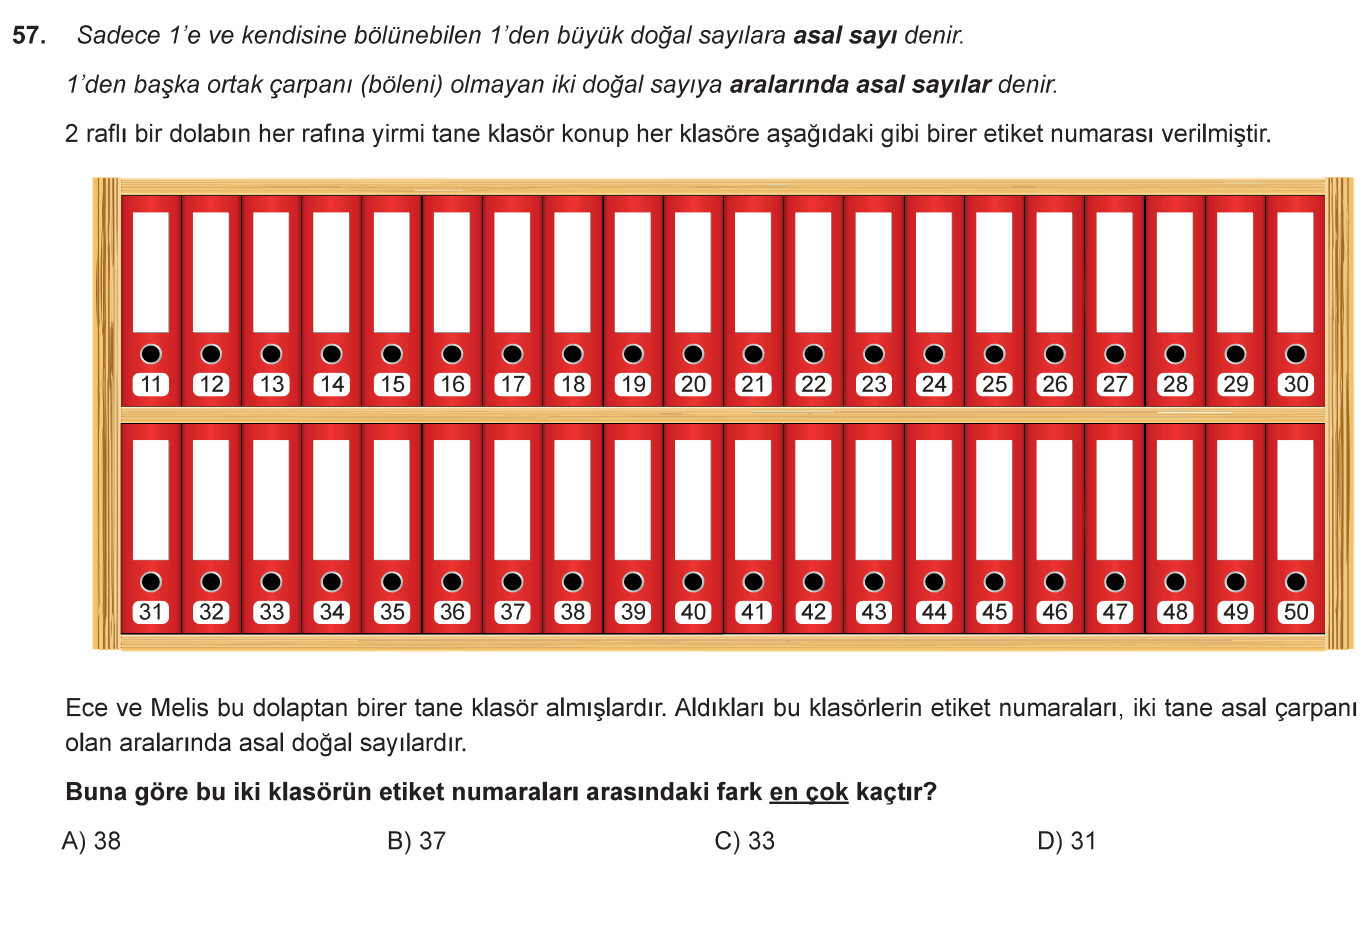 57. Sadece 1’e ve kendisine bölünebilen 1’den büyük doğal sayılara asal sayı denir.
1’den başka ortak çarpanı (böleni) olmayan iki doğal sayıya aralarında asal sayılar denir.
2 raflı bir dolabın her rafına yirmi tane klasör konup her klasöre aşağıdaki gibi birer etiket numarası verilmiştir.
11 12 13 14 15 16 17 18 19 20 21 22 23 24 25 26 27 28 29 30
31 32 33 34 35 36 37 38 39 40 41 42 43 44 45 46 47 48 49 50
Ece ve Melis bu dolaptan birer tane klasör almışlardır. Aldıkları bu klasörlerin etiket numaraları, iki tane asal çarpanı
olan aralarında asal doğal sayılardır.
Buna göre bu iki klasörün etiket numaraları arasındaki fark en çok kaçtır?
A) 38 B) 37 C) 33 D) 31